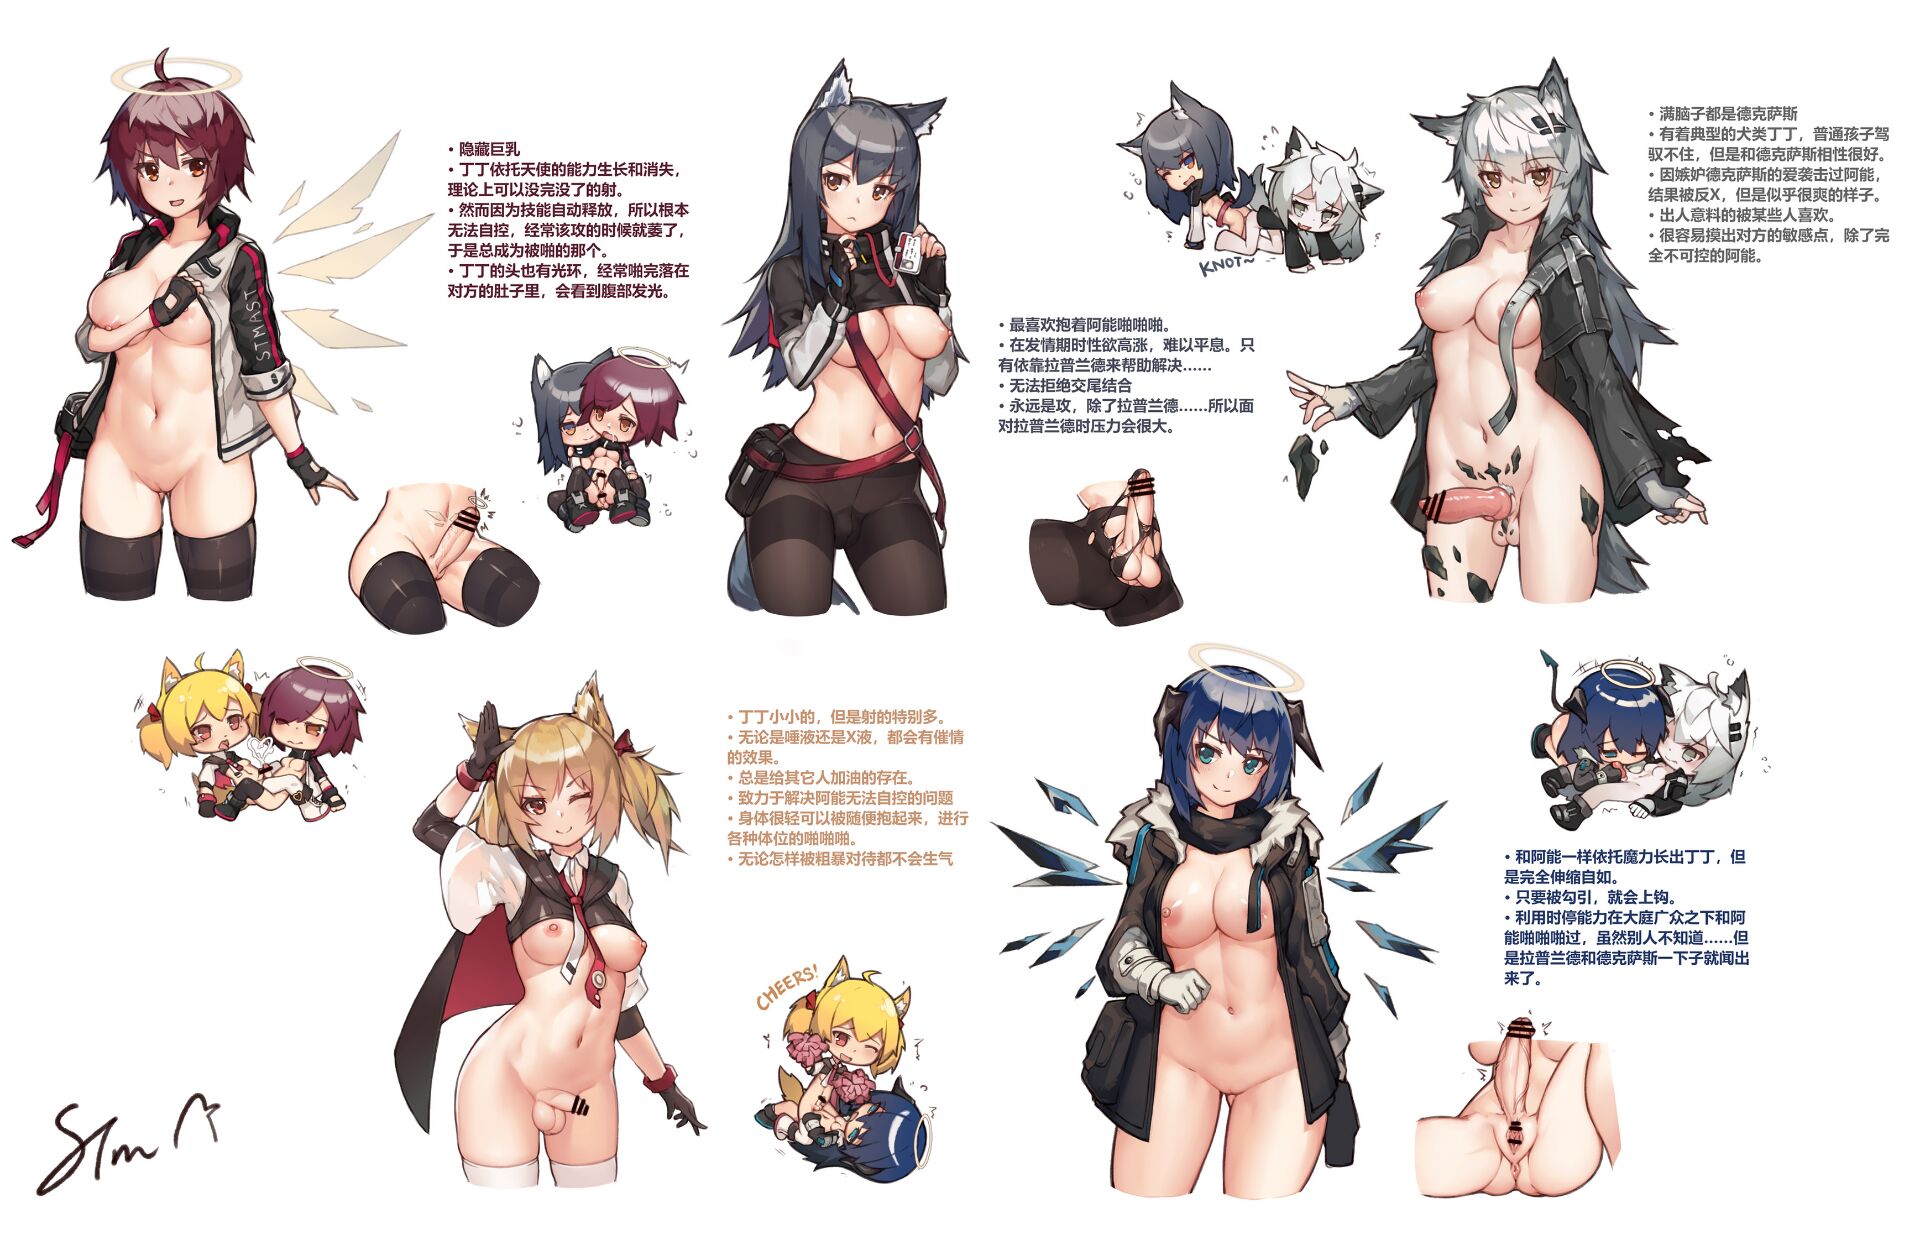 • 隐藏巨乳
• 丁丁依托天使的能力生长和消失，
理论上可以没完没了的射。
• 然而因为技能自动释放，所以根本
无法自控，经常该攻的时候就萎了，
于是总成为被啪的那个。
• 丁丁的头也有光环，经常啪完落在
对方的肚子里，会看到腹部发光。
STMAST
• 最喜欢抱着阿能啪啪啪。
• 在发情期时性欲高涨，难以平息。只
有依靠拉普兰德来帮助解决……
• 无法拒绝交尾结合
• 永远是攻，除了拉普兰德……所以面
对拉普兰德时压力会很大。
KNOT~
• 满脑子都是德克萨斯
• 有着典型的犬类丁丁，普通孩子驾
驭不住，但是和德克萨斯相性很好。
• 因嫉妒德克萨斯的爱袭击过阿能，
结果被反X，但是似乎很爽的样子。
• 出人意料的被某些人喜欢。
• 很容易摸出对方的敏感点，除了完
全不可控的阿能。
• 丁丁小小的，但是射的特别多。
• 无论是唾液还是X液，都会有催情
的效果。
• 总是给其它人加油的存在。
• 致力于解决阿能无法自控的问题
• 身体很轻可以被随便抱起来，进行
各种体位的啪啪啪。
• 无论怎样被粗暴对待都不会生气
CHEERS!
• 和阿能一样依托魔力长出丁丁，但
是完全伸缩自如。
• 只要被勾引，就会上钩。
• 利用时停能力在大庭广众之下和阿
能啪啪啪过，虽然别人不知道……但
是拉普兰德和德克萨斯一下子就闻出
来了。
STm